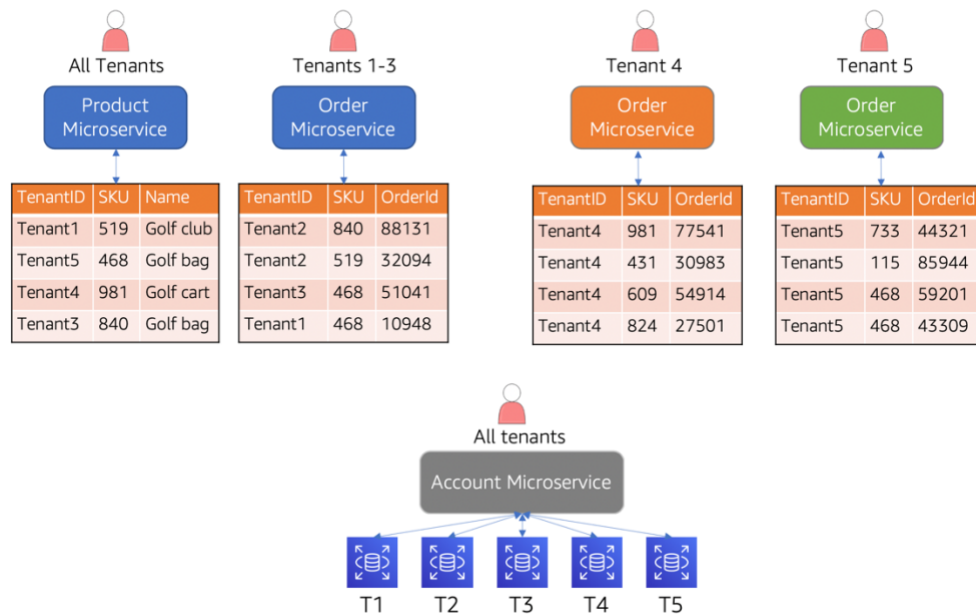 All Tenants
Product
Microservice
TenantID SKU Name
Tenant1 519 Golf club
Tenant5 468 Golf bag
Tenant4 981 Golf cart
Tenant3 840 Golf bag
Tenants 1-3
Order
Microservice
TenantID SKU OrderId
Tenant2 840 88131
Tenant2 519 32094
Tenant3 468 51041
Tenant1 468 10948
Tenant 4
Order
Microservice
TenantID SKU OrderId
Tenant4 981 77541
Tenant4 431 30983
Tenant4 609 54914
Tenant4 824 27501
Tenant 5
Order
Microservice
TenantID SKU OrderId
Tenant5 733 44321
Tenant5 115 85944
Tenant5 468 59201
Tenant5 468 43309
All tenants
Account Microservice
T1 T2 T3 T4 T5